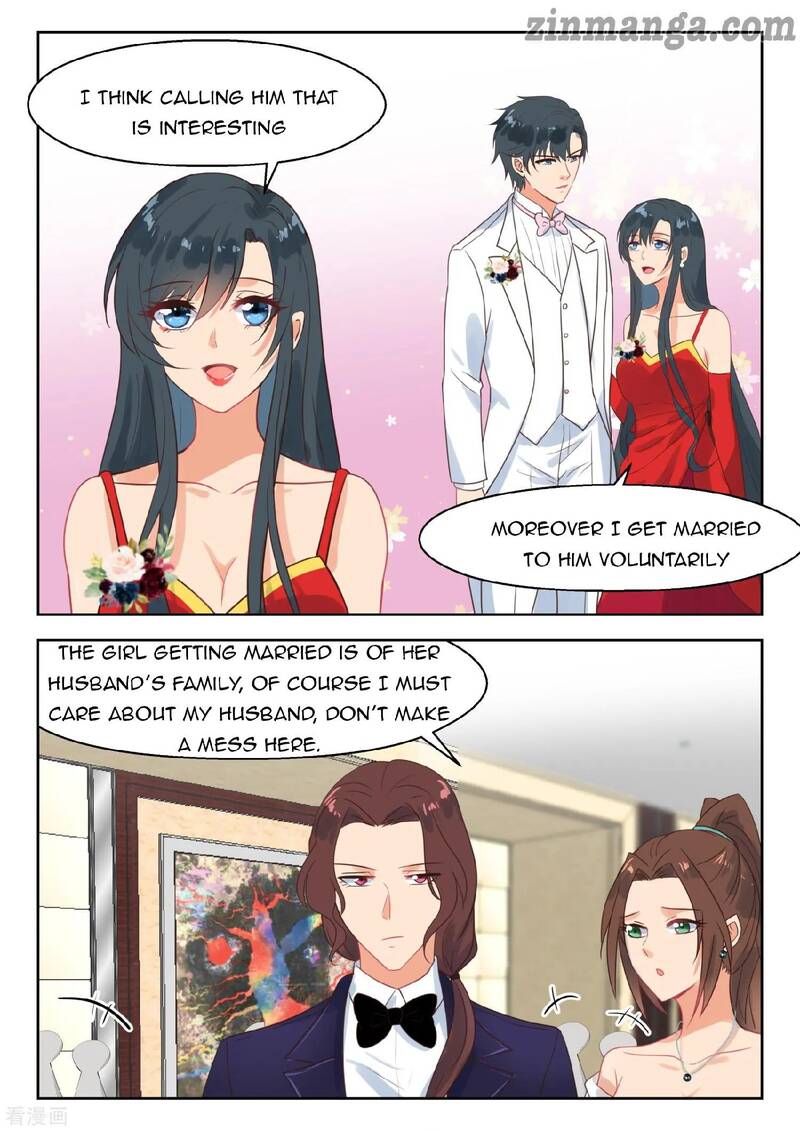 zinmanga.com
I THINK CALLING HIM THAT
IS INTERESTING
MOREOVER I GET MARRIED
TO HIM VOLUNTARILY
THE GIRL GETTING MARRIED IS OF HER
HUSBAND'S FAMILY, OF COURSE I MUST
CARE ABOUT MY HUSBAND, DON'T MAKE
A MESS HERE.
看漫画